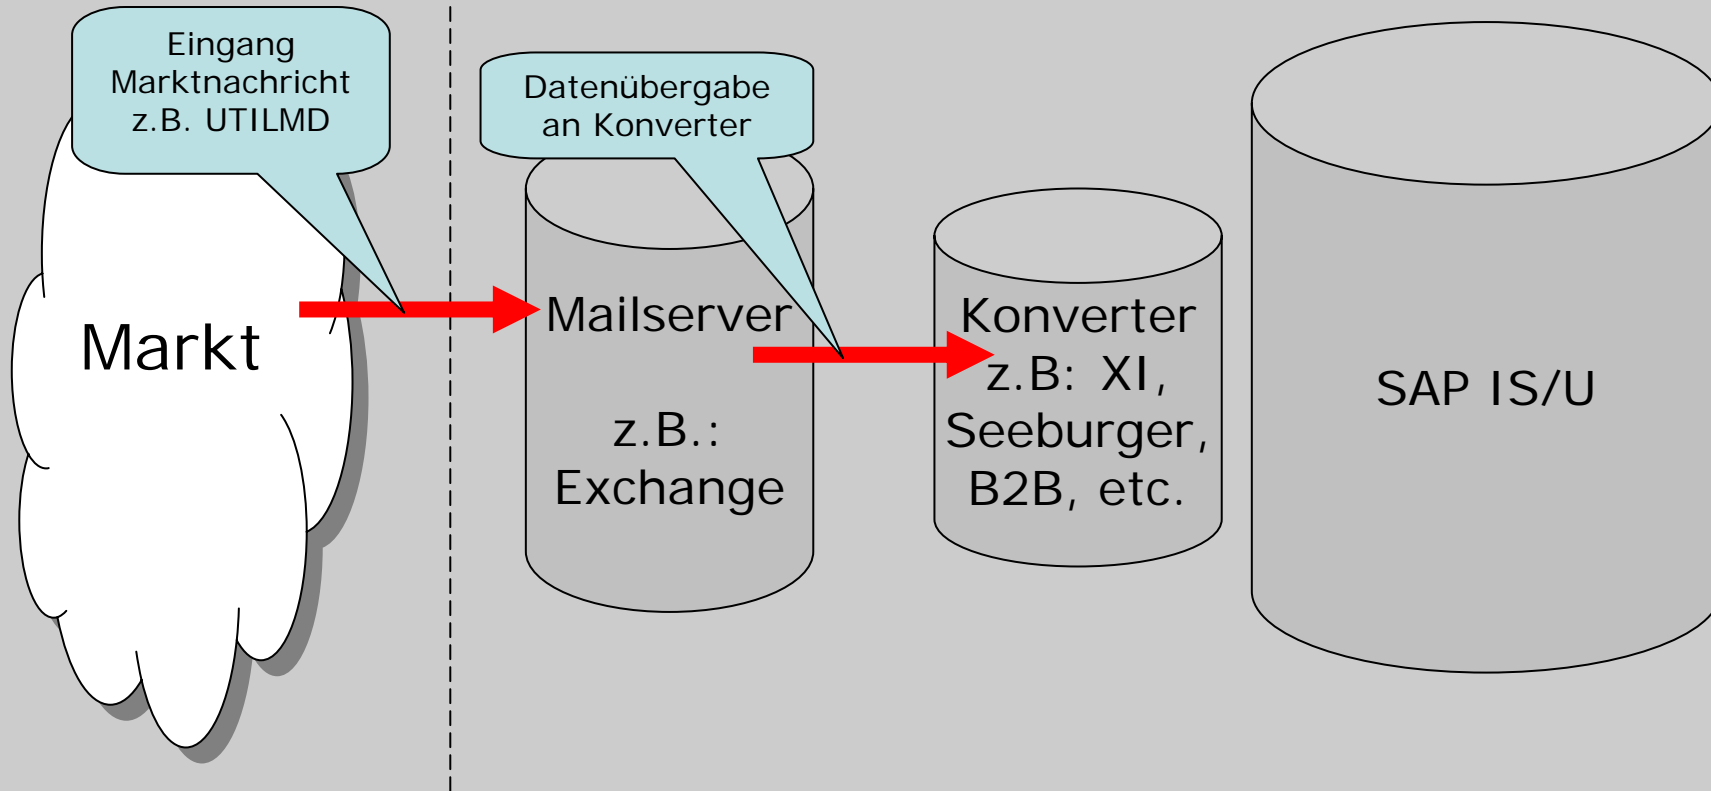 Eingang
Marktnachricht
z.B. UTILMD
Datenübergabe
an Konverter
Markt
Mailserver
z.B.:
Exchange
Konverter
z.B: XI,
Seeburger,
B2B, etc.
SAP IS/U